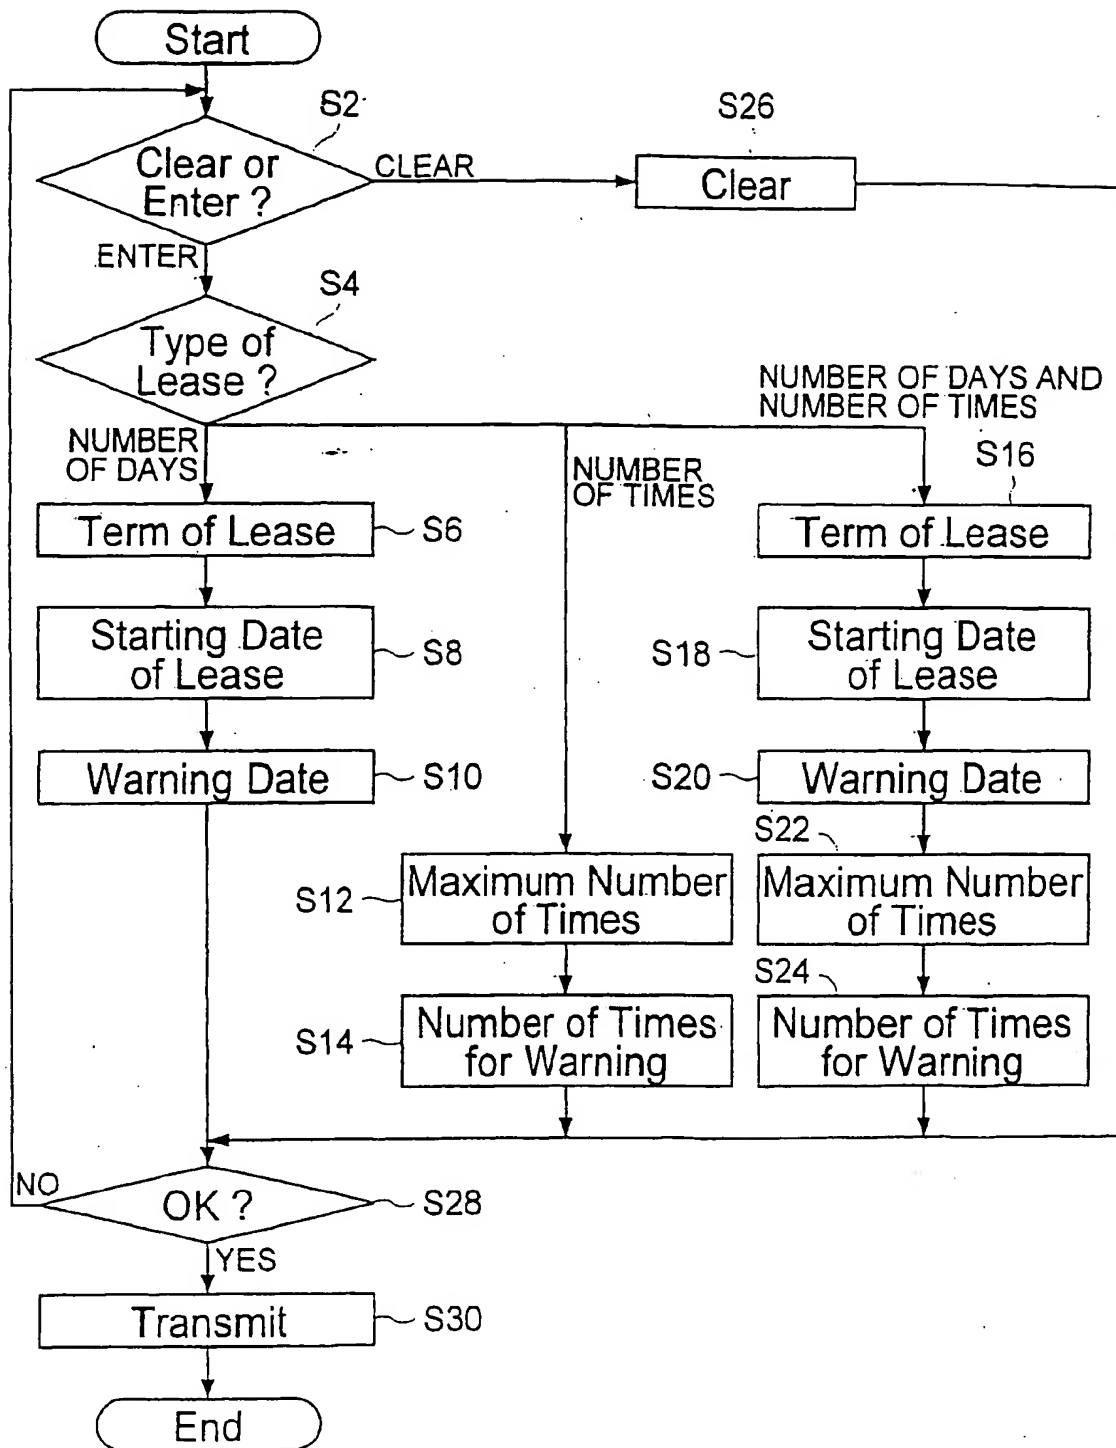 Start
S2
S26
Clear or
Enter ?
CLEAR
Clear
ENTER
S4
Type of
Lease ?
NUMBER OF DAYS AND
NUMBER OF TIMES
NUMBER
OF DAYS
NUMBER
OF TIMES
S16
Term of Lease
S6
Term of Lease
Starting Date
of Lease
S8
S18
Starting Date
of Lease
Warning Date
S10
S20
Warning Date
S22
S12
Maximum Number
of Times
Maximum Number
of Times
S24
S14
Number of Times
for Warning
Number of Times
for Warning
NO
OK ?
S28
YES
Transmit
S30
End